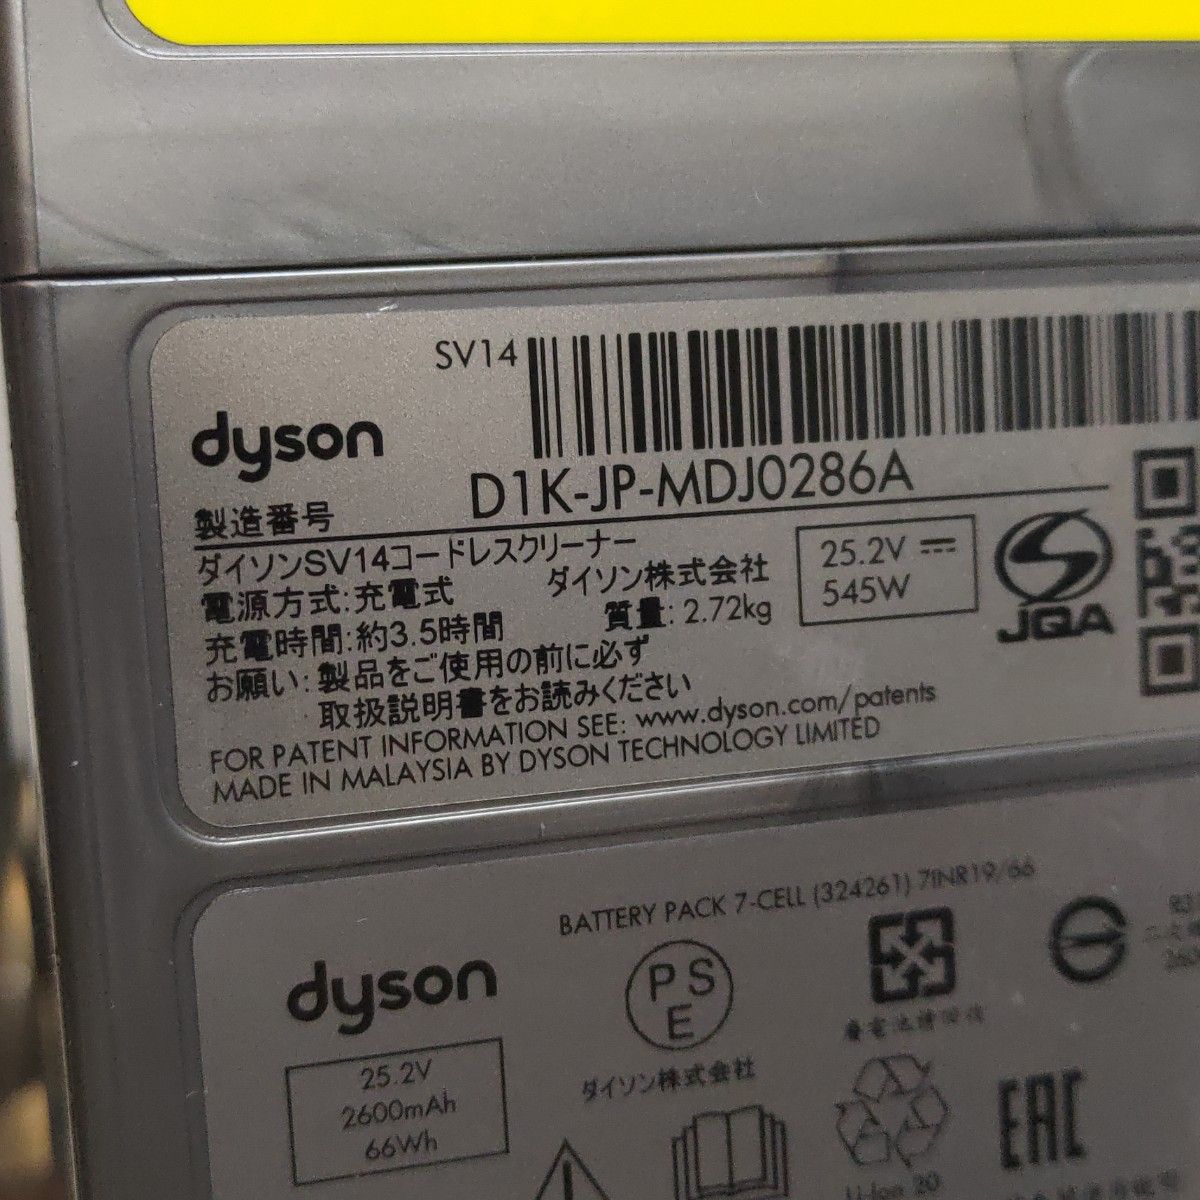 SV14
dyson
製造番号 D1K-JP-MDJ0286A
ダイソンSV14コードレスクリーナー
電源方式:充電式 ダイソン株式会社
充電時間:約3.5時間 質量: 2.72kg
25.2V
545W
JQA
お願い: 製品をご使用の前に必ず
取扱説明書をお読みください
FOR PATENT INFORMATION SEE: www.dyson.com/patents
MADE IN MALAYSIA BY DYSON TECHNOLOGY LIMITED
BATTERY PACK 7-CELL (324261) 7INR19/66
dyson
PSE
ダイソン株式会社
廢電池請回收
25.2V
2600mAh
66Wh
EAC